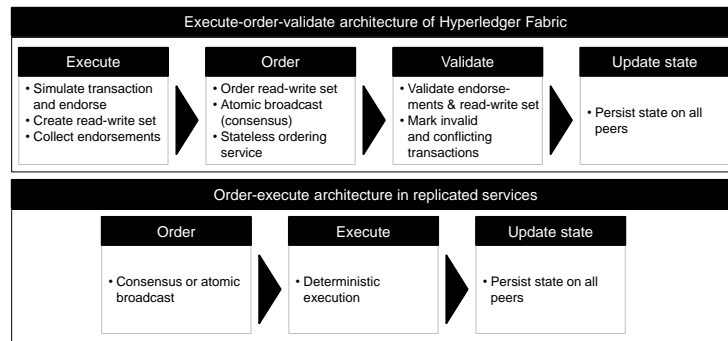 Execute-order-validate architecture of Hyperledger Fabric
Execute
• Simulate transaction
and endorse
• Create read-write set
• Collect endorsements
Order
• Order read-write set
• Atomic broadcast
(consensus)
• Stateless ordering
service
Validate
• Validate endorse-
ments & read-write set
• Mark invalid
and conflicting
transactions
Update state
• Persist state on all
peers
Order-execute architecture in replicated services
Order
• Consensus or atomic
broadcast
Execute
• Deterministic
execution
Update state
• Persist state on all
peers